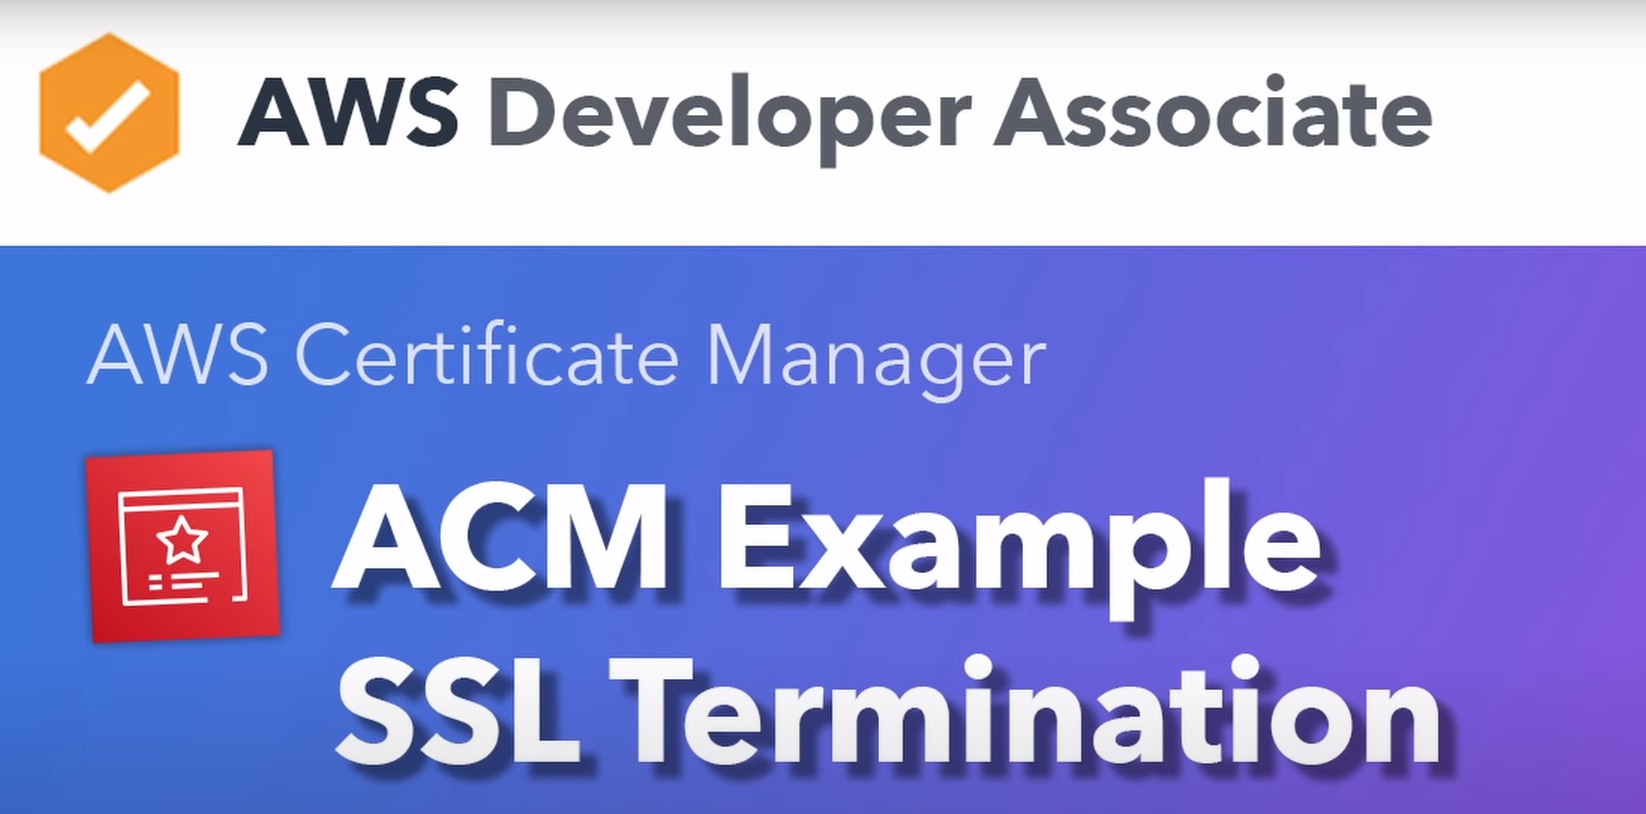 AWS Developer Associate
AWS Certificate Manager
ACM Example
SSL Termination